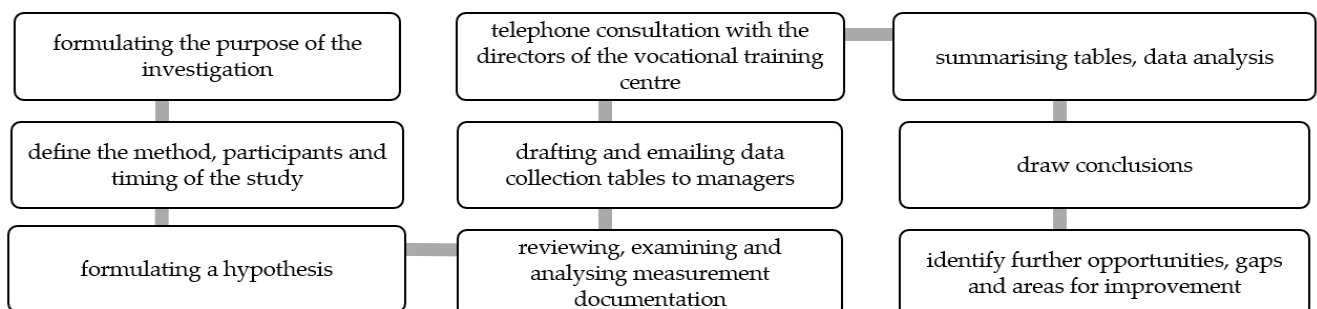 formulating the purpose of the
investigation
define the method, participants and
timing of the study
formulating a hypothesis
reviewing, examining and
analysing measurement
documentation
drafting and emailing data
collection tables to managers
telephone consultation with the
directors of the vocational training
centre
summarising tables, data analysis
draw conclusions
identify further opportunities, gaps
and areas for improvement